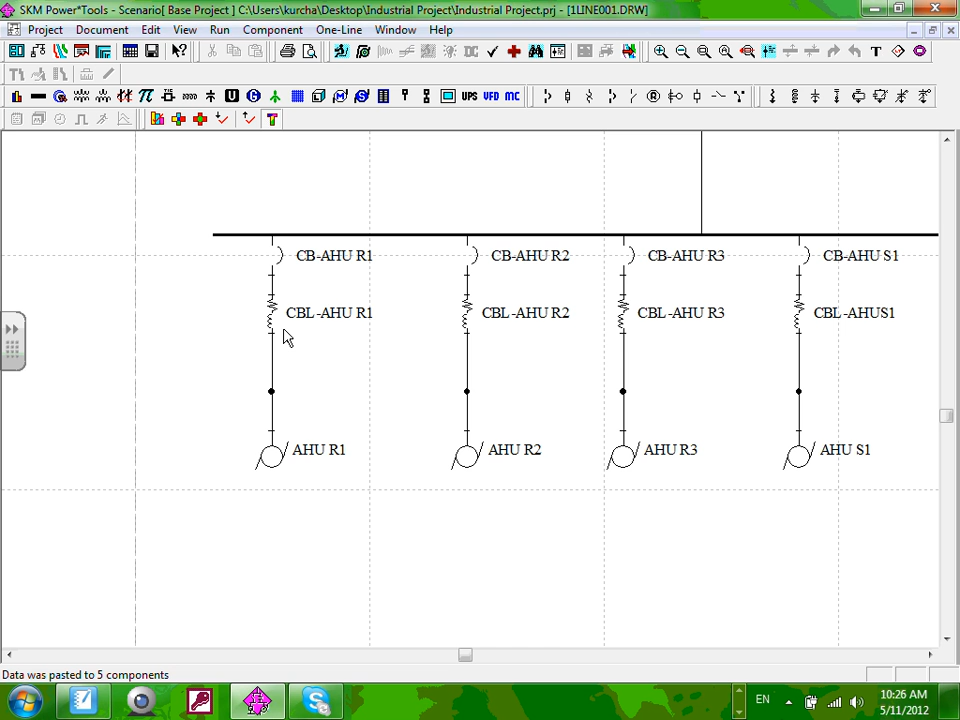 SKM Power*Tools - Scenario[ Base Project ] C:\Users\kurcha\Desktop\Industrial Project\Industrial Project.prj - [1LINE001.DRW]
Project Document Edit View Run Component One-Line Window Help
UPS VFD MC
CB-AHU R1 CB-AHU R2 CB-AHU R3 CB-AHU S1
CBL-AHU R1 CBL-AHU R2 CBL-AHU R3 CBL-AHUS1
AHU R1 AHU R2 AHU R3 AHU S1
Data was pasted to 5 components
EN 10:26 AM
5/11/2012